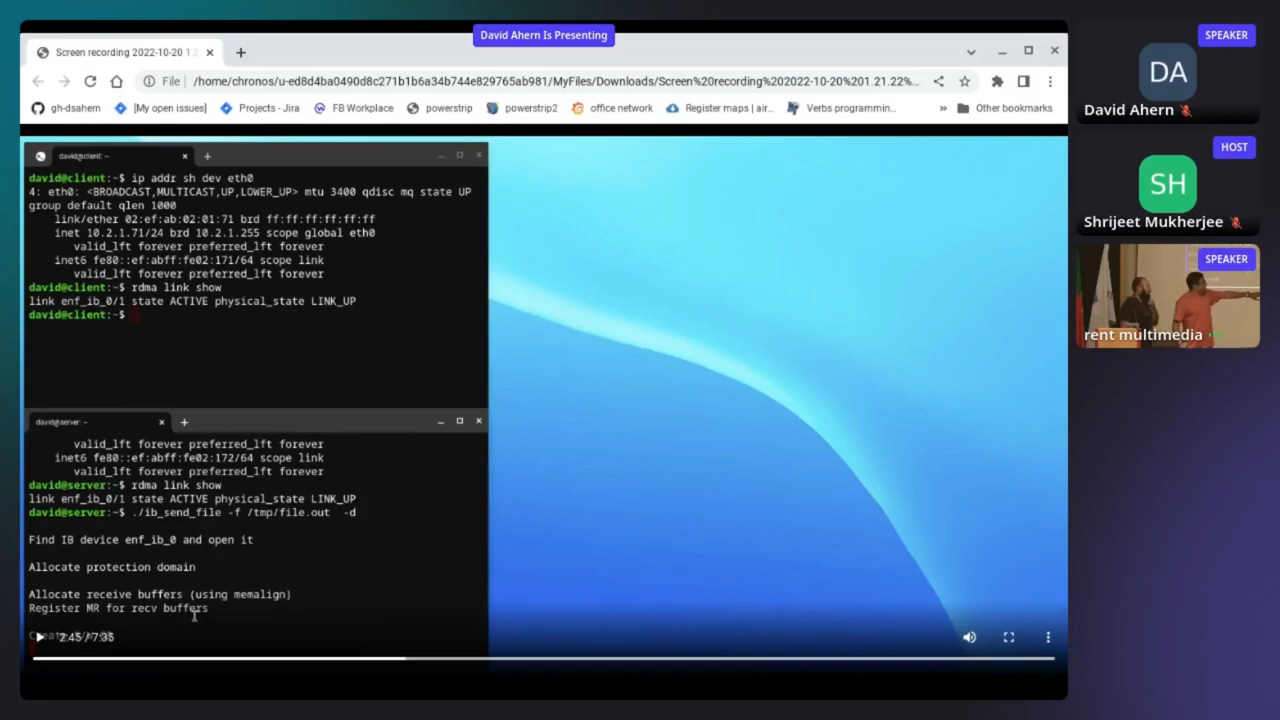 David Ahern Is Presenting
Screen recording 2022-10-20 1.2
File | /home/chronos/u-ed8d4ba0490d8c271b1b6a34b744e829765ab981/MyFiles/Downloads/Screen%20recording%202022-10-20%201.21.22%...
gh-dsahern
[My open issues]
Projects - Jira
FB Workplace
powerstrip
powerstrip2
office network
Register maps | air...
Verbs programmin...
» Other bookmarks
david@client: ~
david@client:~$ ip addr sh dev eth0
4: eth0: <BROADCAST,MULTICAST,UP,LOWER_UP> mtu 3400 qdisc mq state UP
group default qlen 1000
link/ether 02:ef:ab:02:01:71 brd ff:ff:ff:ff:ff:ff
inet 10.2.1.71/24 brd 10.2.1.255 scope global eth0
valid_lft forever preferred_lft forever
inet6 fe80::ef:abff:fe02:171/64 scope link
valid_lft forever preferred_lft forever
david@client:~$ rdma link show
link enf_ib_0/1 state ACTIVE physical_state LINK_UP
david@client:~$
david@server: ~
valid_lft forever preferred_lft forever
inet6 fe80::ef:abff:fe02:172/64 scope link
valid_lft forever preferred_lft forever
david@server:~$ rdma link show
link enf_ib_0/1 state ACTIVE physical_state LINK_UP
david@server:~$ ./ib_send_file -f /tmp/file.out  -d
Find IB device enf_ib_0 and open it
Allocate protection domain
Allocate receive buffers (using memalign)
Register MR for recv buffers
2:45 / 7:35
SPEAKER
DA
David Ahern
HOST
SH
Shrijeet Mukherjee
SPEAKER
rent multimedia